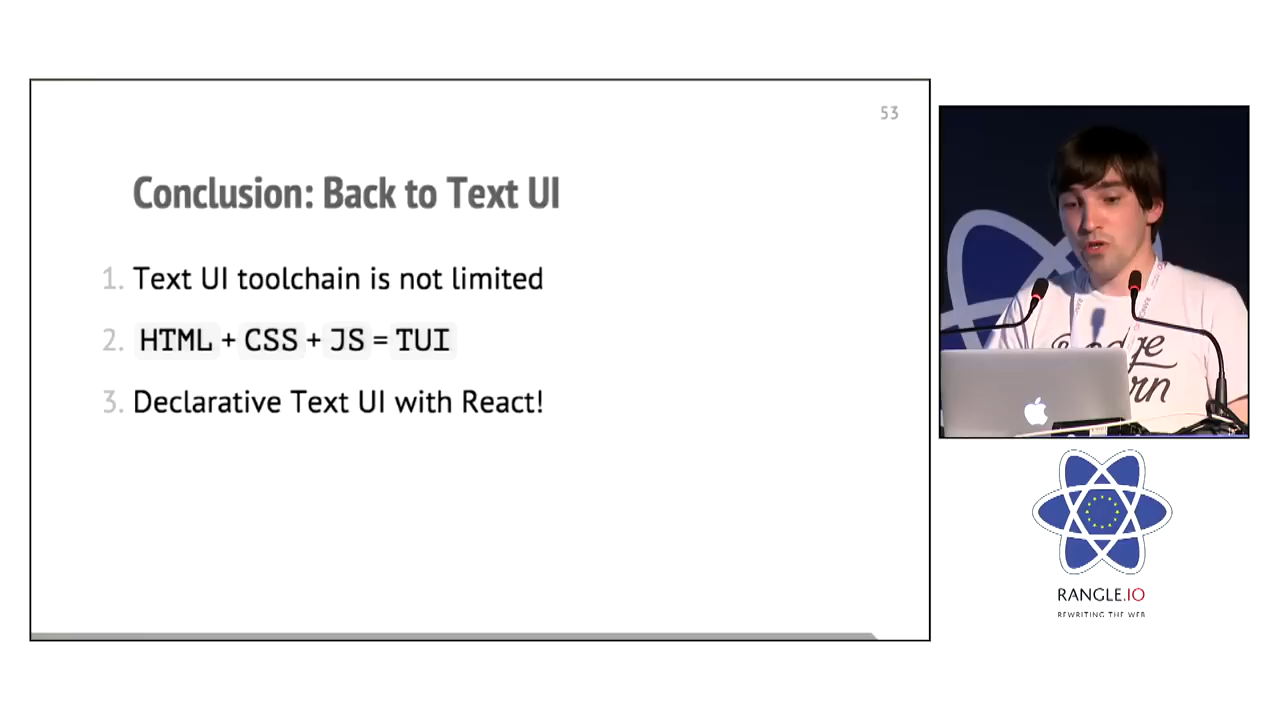 53
Conclusion: Back to Text UI
1. Text UI toolchain is not limited
2. HTML + CSS + JS = TUI
3. Declarative Text UI with React!
RANGLE.IO
REWRITING THE WEB